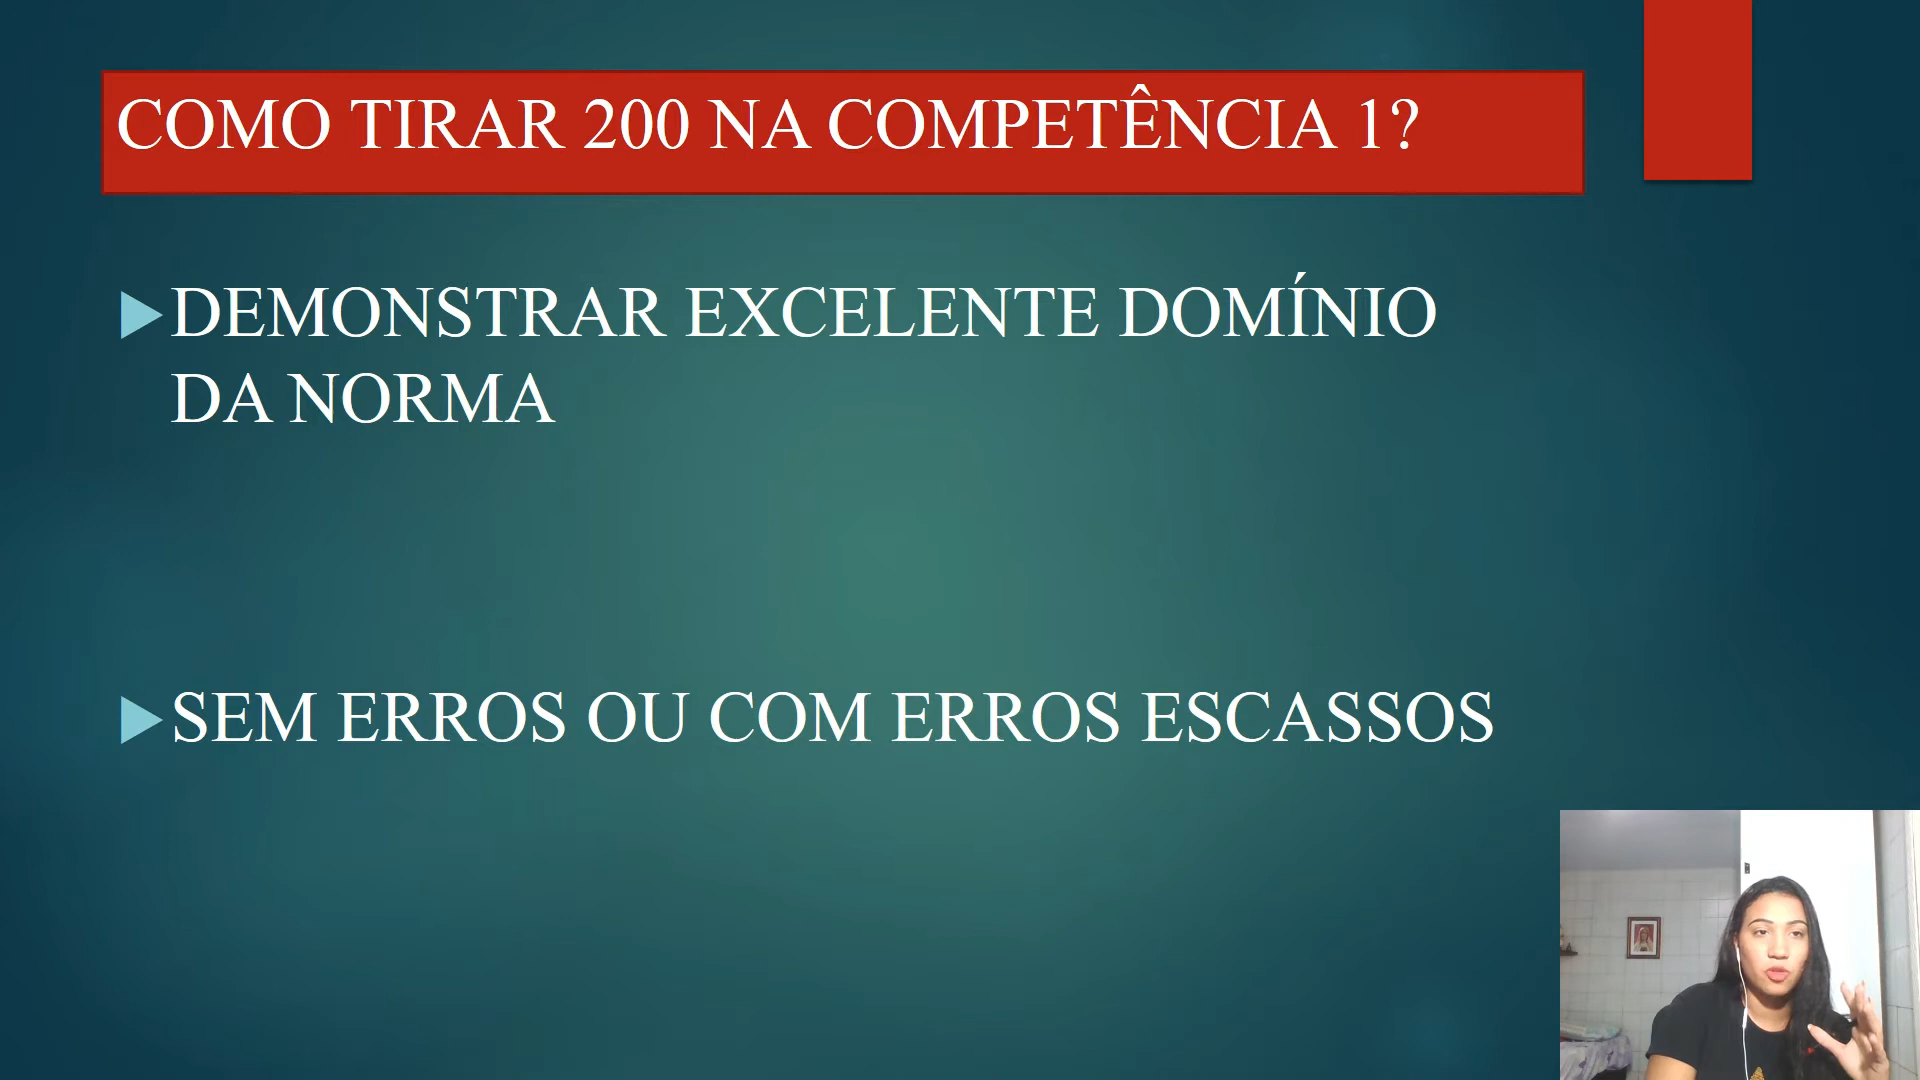 COMO TIRAR 200 NA COMPETÊNCIA 1?
DEMONSTRAR EXCELENTE DOMÍNIO
DA NORMA
SEM ERROS OU COM ERROS ESCASSOS